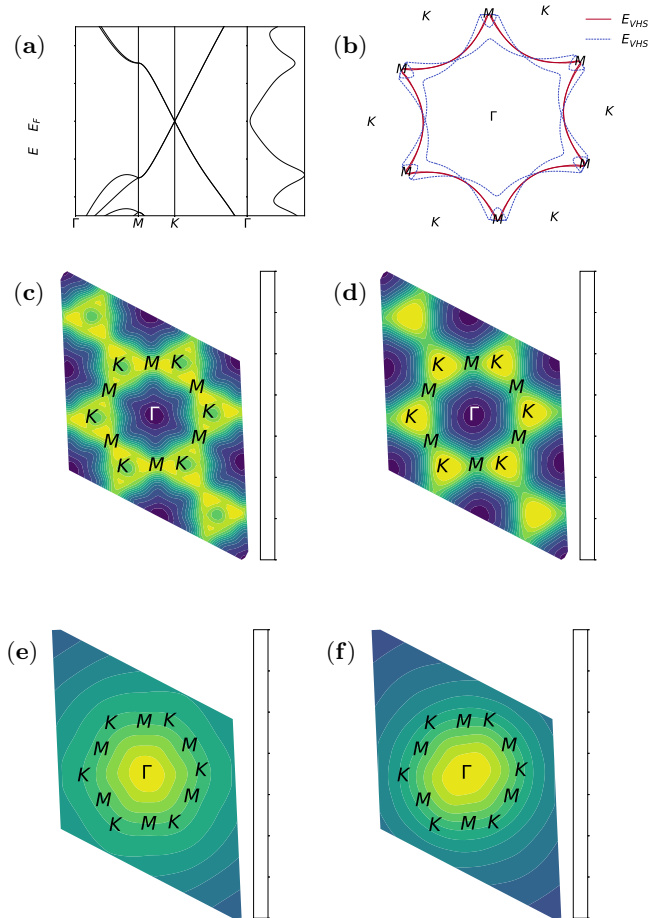 (a)
E E_F
Γ M K Γ
(b)
K M K
E_VHS
E_VHS
M M
K Γ K
M M
K M K
(c)
K M K
M M
K Γ K
M M
K M K
(d)
K M K
M M
K Γ K
M M
K M K
(e)
K M K
M M
K Γ K
M M
K M K
(f)
K M K
M M
K Γ K
M M
K M K